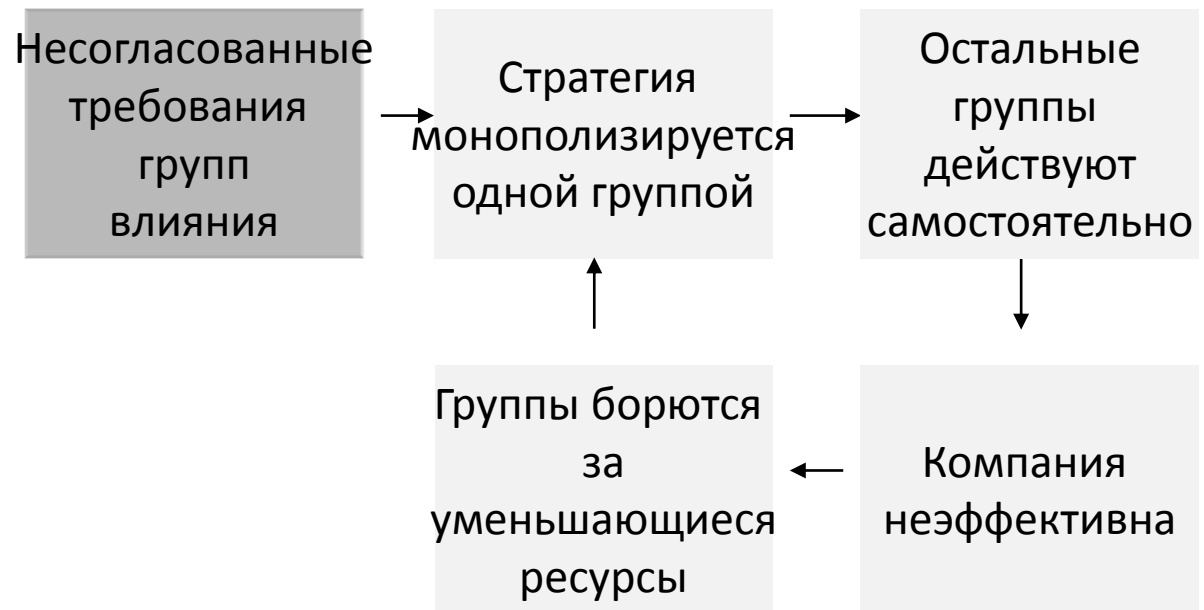 Несогласованные
требования
групп
влияния
Стратегия
монополизируется
одной группой
Остальные
группы
действуют
самостоятельно
Группы борются
за
уменьшающиеся
ресурсы
Компания
неэффективна